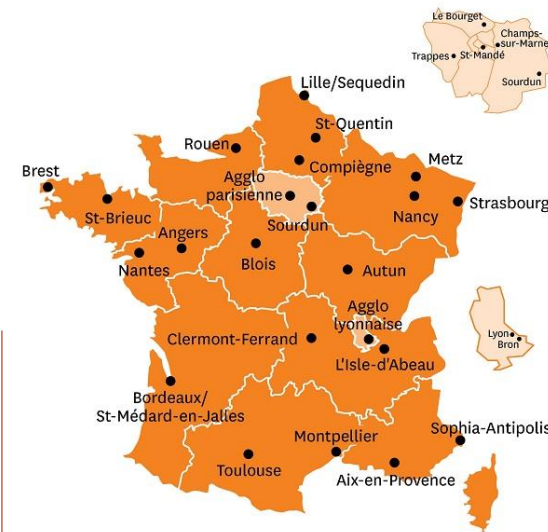 Le Bourget
Champs-
sur-Marne
Trappes
St-Mandé
Sourdun
Lille/Sequedin
St-Quentin
Rouen
Compiègne
Metz
Brest
Agglo
parisienne
St-Brieuc
Sourdun
Nancy
Strasbourg
Angers
Nantes
Blois
Autun
Agglo
lyonnaise
Lyon
Bron
Clermont-Ferrand
L'Isle-d'Abeau
Bordeaux/
St-Médard-en-Jalles
Montpellier
Sophia-Antipolis
Toulouse
Aix-en-Provence